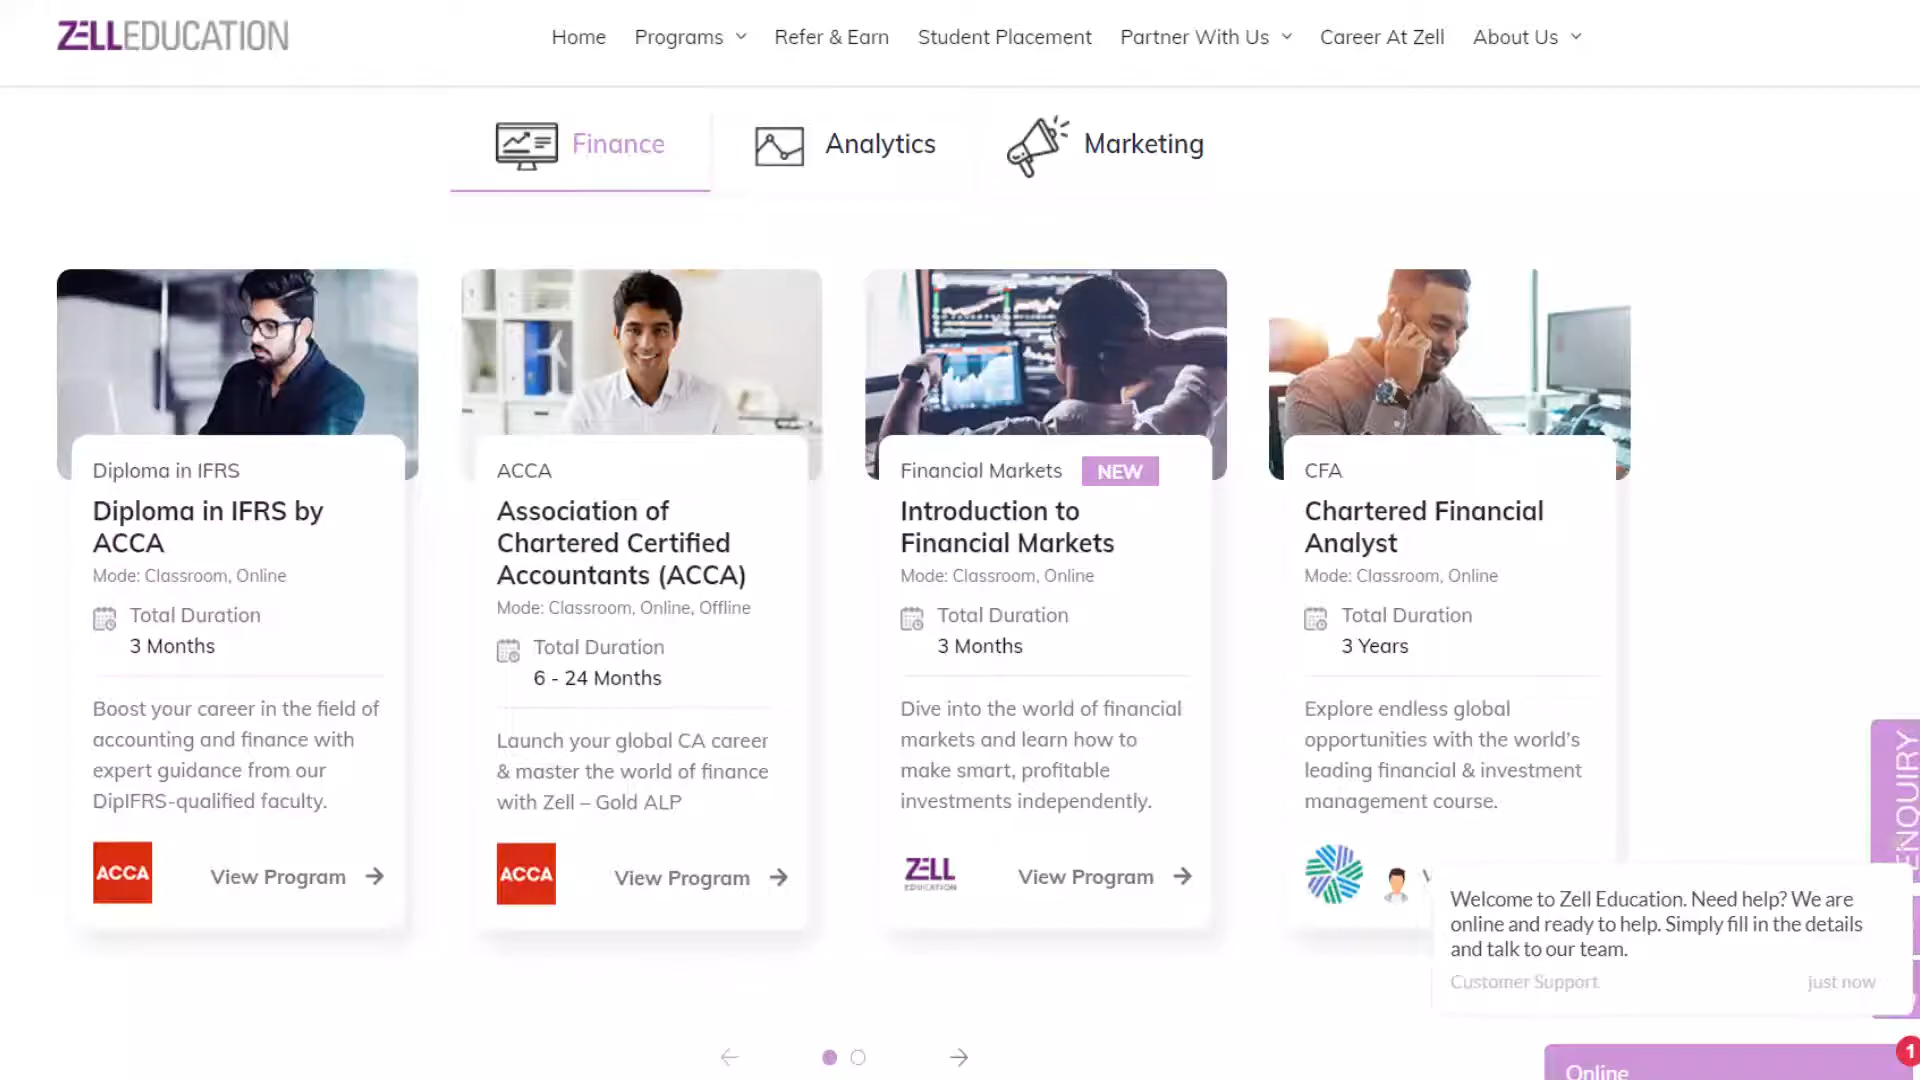 ZELLEDUCATION
Home Programs Refer & Earn Student Placement Partner With Us Career At Zell About Us
Finance Analytics Marketing
Diploma in IFRS
Diploma in IFRS by
ACCA
Mode: Classroom, Online
Total Duration
3 Months
Boost your career in the field of
accounting and finance with
expert guidance from our
DipIFRS-qualified faculty.
ACCA View Program
ACCA
Association of
Chartered Certified
Accountants (ACCA)
Mode: Classroom, Online, Offline
Total Duration
6 - 24 Months
Launch your global CA career
& master the world of finance
with Zell – Gold ALP
ACCA View Program
Financial Markets NEW
Introduction to
Financial Markets
Mode: Classroom, Online
Total Duration
3 Months
Dive into the world of financial
markets and learn how to
make smart, profitable
investments independently.
ZELL
EDUCATION
View Program
CFA
Chartered Financial
Analyst
Mode: Classroom, Online
Total Duration
3 Years
Explore endless global
opportunities with the world's
leading financial & investment
management course.
ENQUIRY
Welcome to Zell Education. Need help? We are
online and ready to help. Simply fill in the details
and talk to our team.
Customer Support just now
1
Online